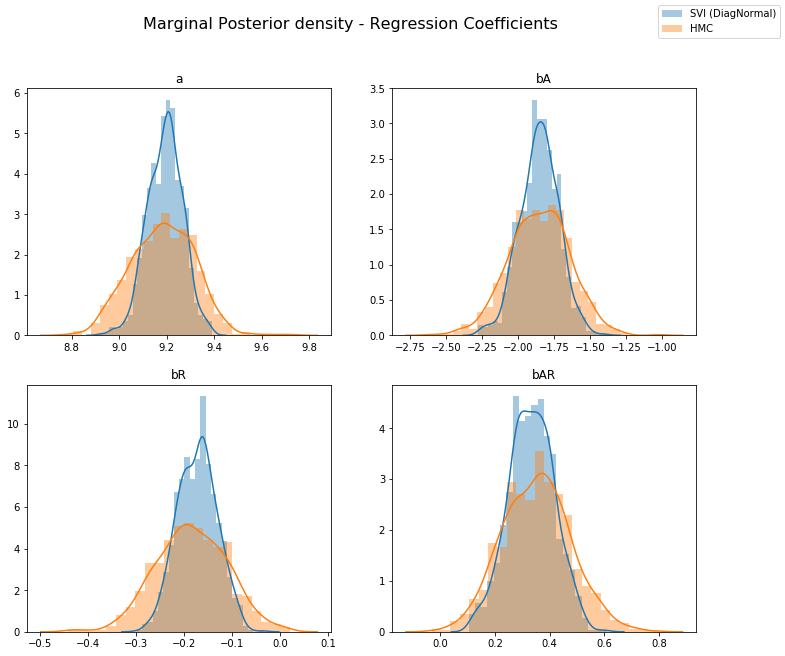 Marginal Posterior density - Regression Coefficients
SVI (DiagNormal)
HMC
a
6
5
4
3
2
1
0
8.8 9.0 9.2 9.4 9.6 9.8
bA
3.5
3.0
2.5
2.0
1.5
1.0
0.5
0.0
−2.75 −2.50 −2.25 −2.00 −1.75 −1.50 −1.25 −1.00
bR
10
8
6
4
2
0
−0.5 −0.4 −0.3 −0.2 −0.1 0.0 0.1
bAR
4
3
2
1
0
0.0 0.2 0.4 0.6 0.8